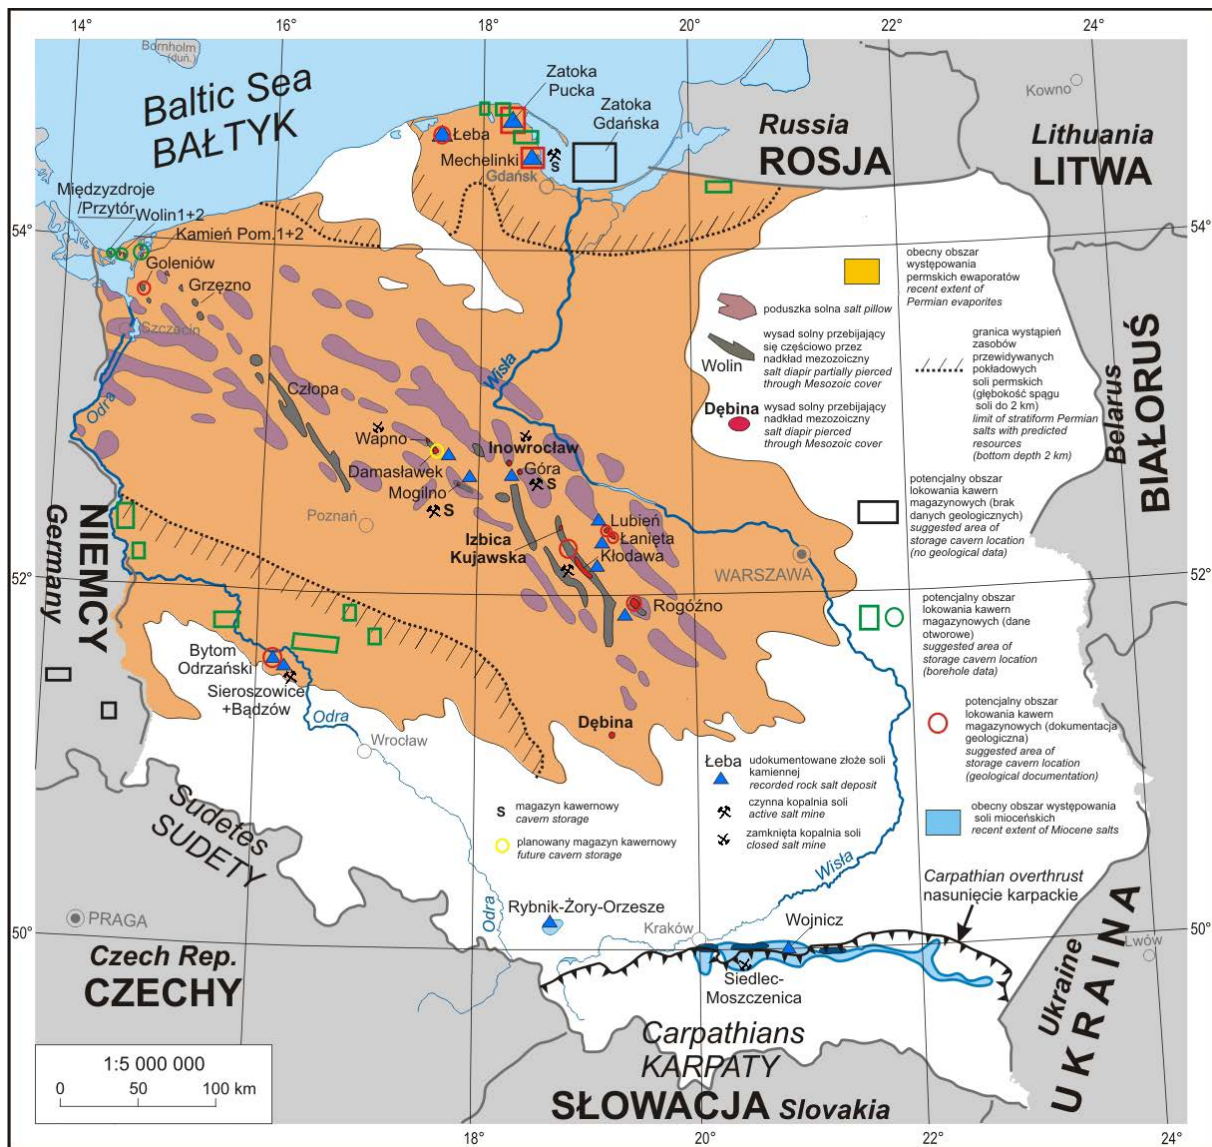 14°
16°
18°
20°
22°
24°
Bornholm
(duń.)
Baltic Sea
BAŁTYK
Zatoka
Pucka
Zatoka
Gdańska
Russia
ROSJA
Kowno
Lithuania
LITWA
Łeba
Mechelinki
S
Gdańsk
Międzyzdroje
/Przytór
Wolin1+2
Kamień Pom.1+2
Goleniów
Grzęzno
Szczecin
54°
54°
obecny obszar
występowania
permskich ewaporatów
recent extent of
Permian evaporites
poduszka solna salt pillow
wysad solny przebijający
się częściowo przez
nadkład mezozoiczny
salt diapir partially pierced
through Mesozoic cover
Wolin
Dębina
wysad solny przebijający
nadkład mezozoiczny
salt diapir pierced
through Mesozoic cover
granica wystąpień
zasobów
przewidywanych
pokładowych
soli permskich
(głębokość spągu
soli do 2 km)
limit of stratiform Permian
salts with predicted
resources
(bottom depth 2 km)
Belarus
BIAŁORUŚ
Odra
Wisła
Człopa
Wapno
Damasławek
Mogilno
S
Inowrocław
Góra
S
Poznań
Izbica
Kujawska
Lubień
Łanięta
Kłodawa
WARSZAWA
Rogóźno
potencjalny obszar
lokowania kawern
magazynowych (brak
danych geologicznych)
suggested area of
storage cavern location
(no geological data)
52°
52°
Germany
NIEMCY
potencjalny obszar
lokowania kawern
magazynowych (dane
otworowe)
suggested area of
storage cavern location
(borehole data)
Bytom
Odrzański
Sieroszowice
+Bądzów
Odra
Wrocław
Dębina
potencjalny obszar
lokowania kawern
magazynowych (dokumentacja
geologiczna)
suggested area of
storage cavern location
(geological documentation)
Łeba
udokumentowane złoże soli
kamiennej
recorded rock salt deposit
S
magazyn kawernowy
cavern storage
czynna kopalnia soli
active salt mine
planowany magazyn kawernowy
future cavern storage
zamknięta kopalnia soli
closed salt mine
obecny obszar występowania
soli mioceńskich
recent extent of Miocene salts
Sudetes
SUDETY
Wisła
Carpathian overthrust
nasunięcie karpackie
PRAGA
Odra
Rybnik-Żory-Orzesze
Kraków
Wojnicz
50°
50°
Lwów
Czech Rep.
CZECHY
Siedlec-
Moszczenica
Ukraine
UKRAINA
Carpathians
KARPATY
SŁOWACJA Slovakia
1:5 000 000
0 50 100 km
18°
20°
22°
24°